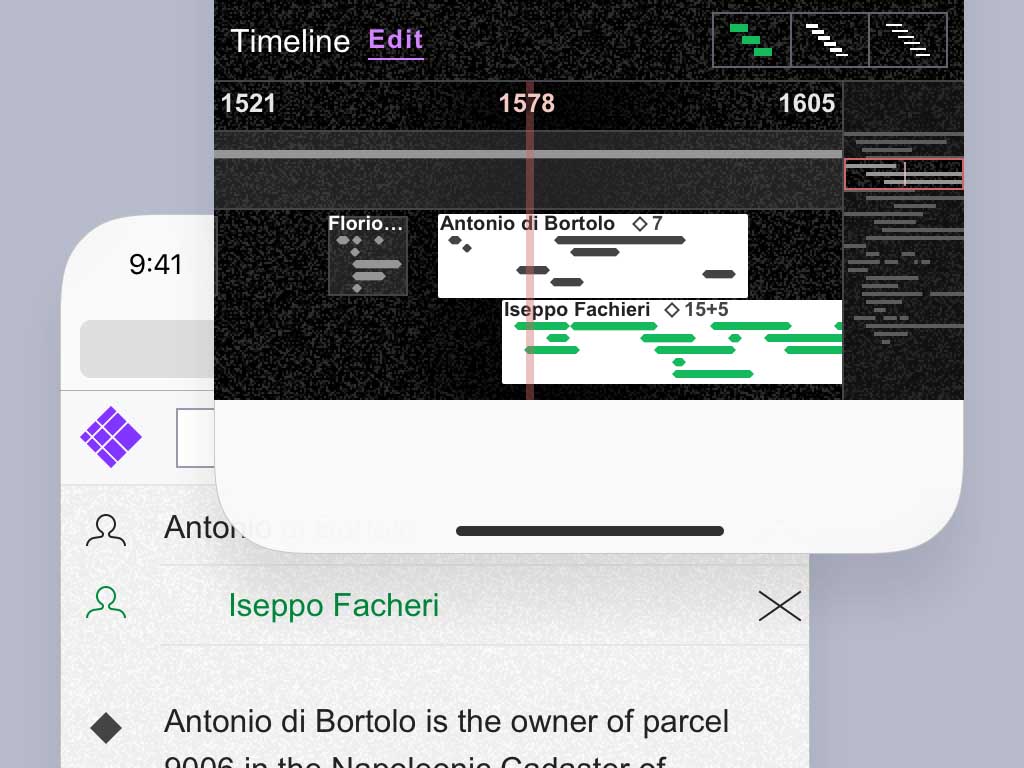 Timeline Edit
1521 1578 1605
Florio... Antonio di Bortolo ◇ 7
Iseppo Fachieri ◇ 15+5
9:41
Antonio di Bortolo
Iseppo Facheri
Antonio di Bortolo is the owner of parcel
9006 in the Napoleonic Cadaster of